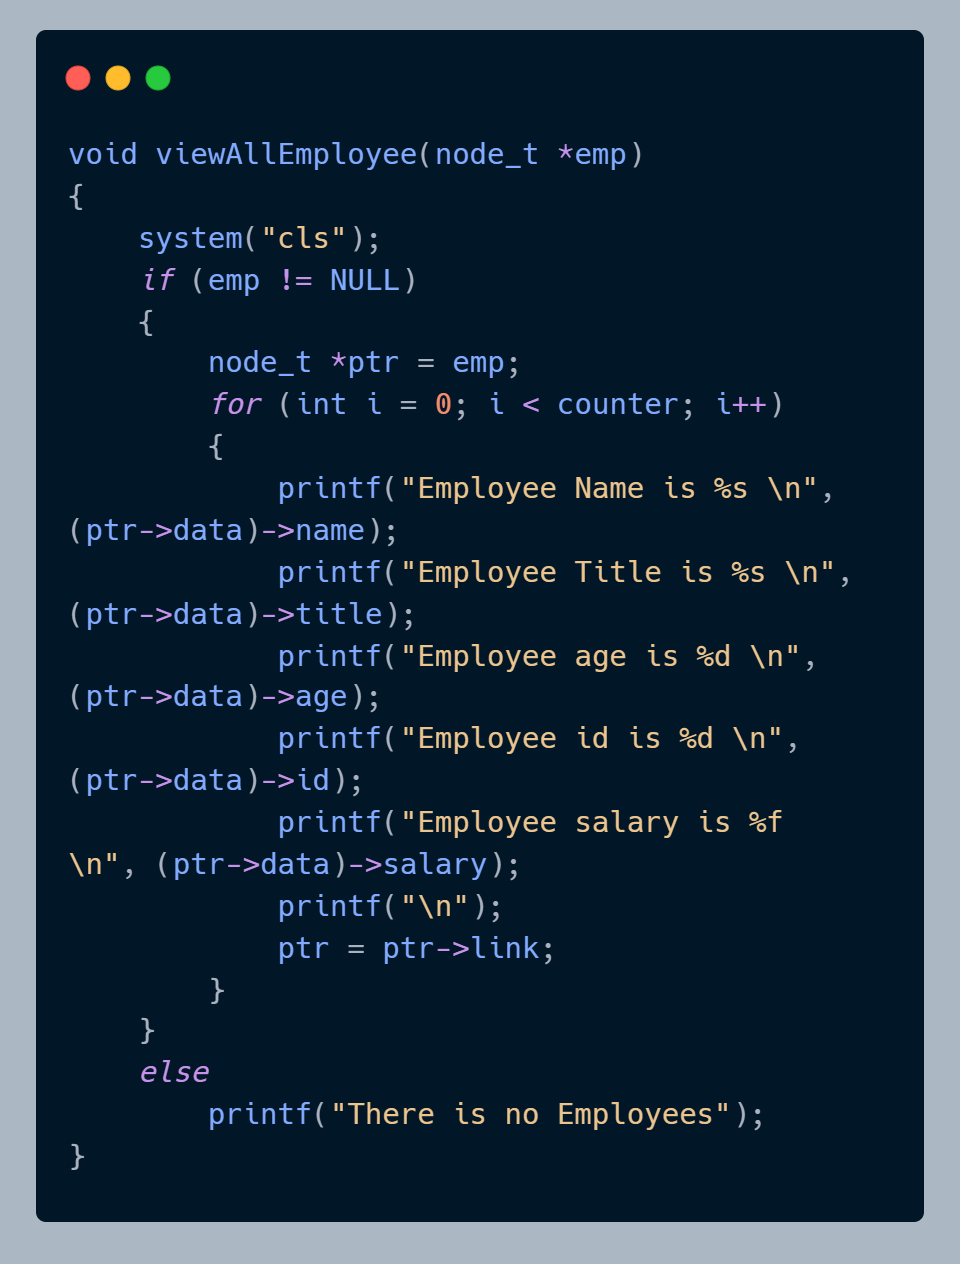 void viewAllEmployee(node_t *emp)
{
    system("cls");
    if (emp != NULL)
    {
        node_t *ptr = emp;
        for (int i = 0; i < counter; i++)
        {
            printf("Employee Name is %s \n",
(ptr->data)->name);
            printf("Employee Title is %s \n",
(ptr->data)->title);
            printf("Employee age is %d \n",
(ptr->data)->age);
            printf("Employee id is %d \n",
(ptr->data)->id);
            printf("Employee salary is %f
\n", (ptr->data)->salary);
            printf("\n");
            ptr = ptr->link;
        }
    }
    else
        printf("There is no Employees");
}